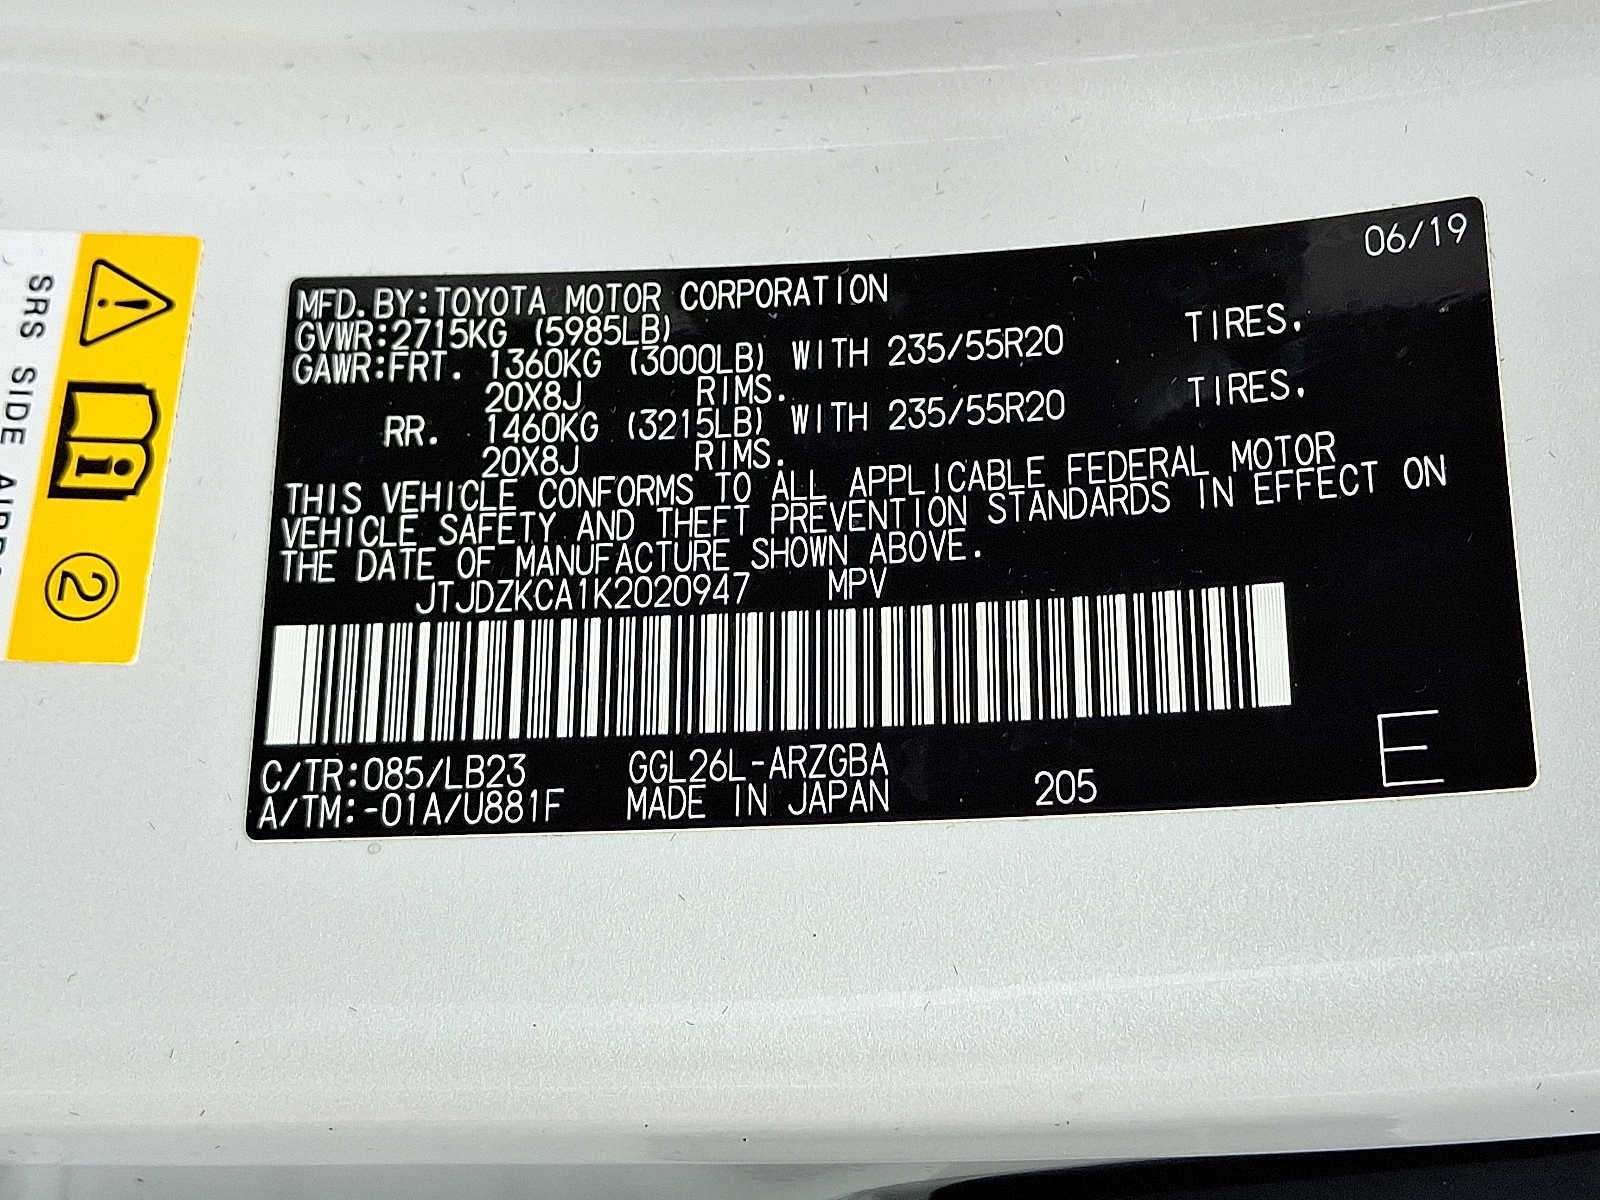 06/19
MFD.BY:TOYOTA MOTOR CORPORATION
GVWR:2715KG (5985LB)
GAWR:FRT. 1360KG (3000LB) WITH 235/55R20 TIRES.
20X8J RIMS.
RR. 1460KG (3215LB) WITH 235/55R20 TIRES.
20X8J RIMS.
THIS VEHICLE CONFORMS TO ALL APPLICABLE FEDERAL MOTOR
VEHICLE SAFETY AND THEFT PREVENTION STANDARDS IN EFFECT ON
THE DATE OF MANUFACTURE SHOWN ABOVE.
JTJDZKCA1K2020947 MPV
C/TR:085/LB23 GGL26L-ARZGBA
A/TM:-01A/U881F MADE IN JAPAN 205 E
SRS SIDE
2